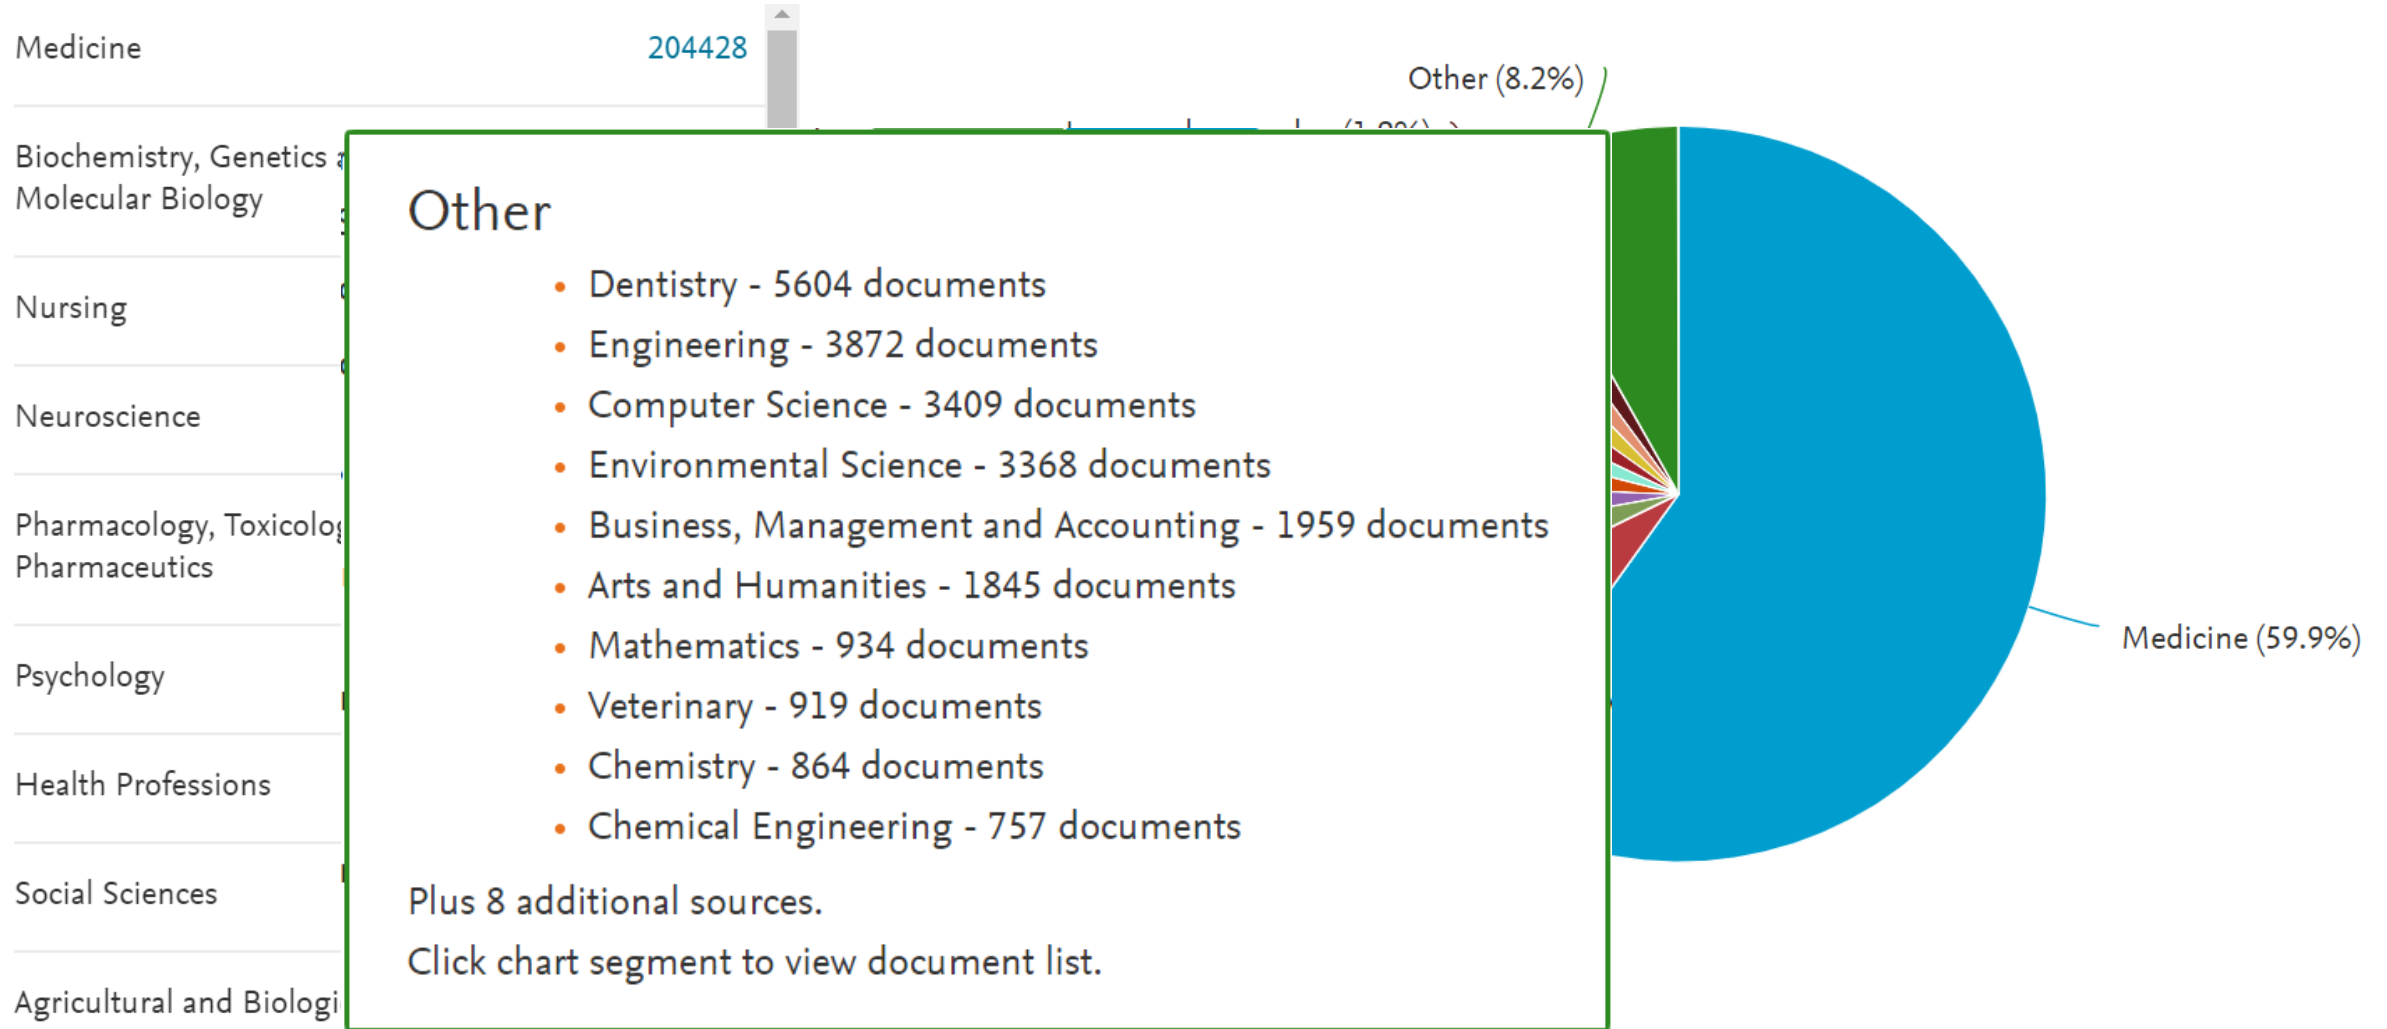 Medicine 204428
Biochemistry, Genetics
Molecular Biology
Nursing
Neuroscience
Pharmacology,
Pharmaceutics
Psychology
Health Professions
Social Sciences
Agricultural and
Other (8.2%)
Other
Dentistry - 5604 documents
Engineering - 3872 documents
Computer Science - 3409 documents
Environmental Science - 3368 documents
Business, Management and Accounting - 1959 documents
Arts and Humanities - 1845 documents
Mathematics - 934 documents
Veterinary - 919 documents
Chemistry - 864 documents
Chemical Engineering - 757 documents
Plus 8 additional sources.
Click chart segment to view document list.
Medicine (59.9%)